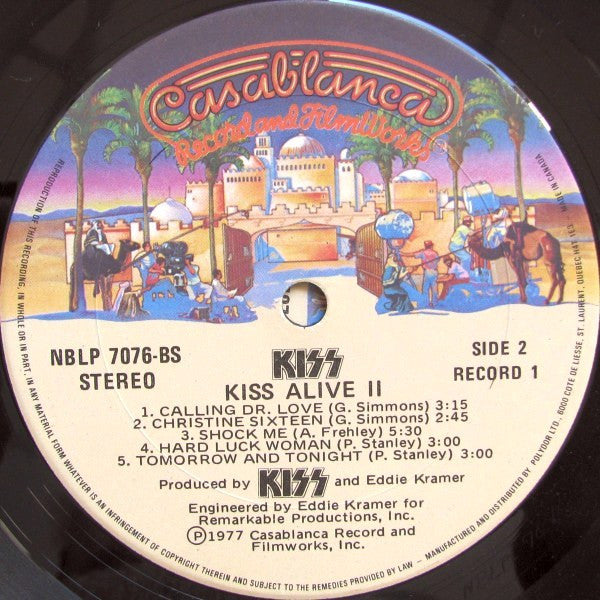 Casablanca
Record and FilmWorks
NBLP 7076-BS
STEREO
SIDE 2
RECORD 1
KISS
KISS ALIVE II
1. CALLING DR. LOVE (G. Simmons) 3:15
2. CHRISTINE SIXTEEN (G. Simmons) 2:45
3. SHOCK ME (A. Frehley) 5:30
4. HARD LUCK WOMAN (P. Stanley) 3:00
5. TOMORROW AND TONIGHT (P. Stanley) 3:00
Produced by KISS and Eddie Kramer
Engineered by Eddie Kramer for
Remarkable Productions, Inc.
Ⓟ1977 Casablanca Record and
Filmworks, Inc.
REPRODUCTION OF THIS RECORDING, IN WHOLE OR IN PART, IN ANY MATERIAL FORM WHATEVER IS AN INFRINGEMENT OF COPYRIGHT THEREIN AND SUBJECT TO THE REMEDIES PROVIDED BY LAW – MANUFACTURED AND DISTRIBUTED BY POLYDOR LTD., 6000 COTE DE LIESSE, ST. LAURENT, QUEBEC H4T 1E3
MADE IN CANADA